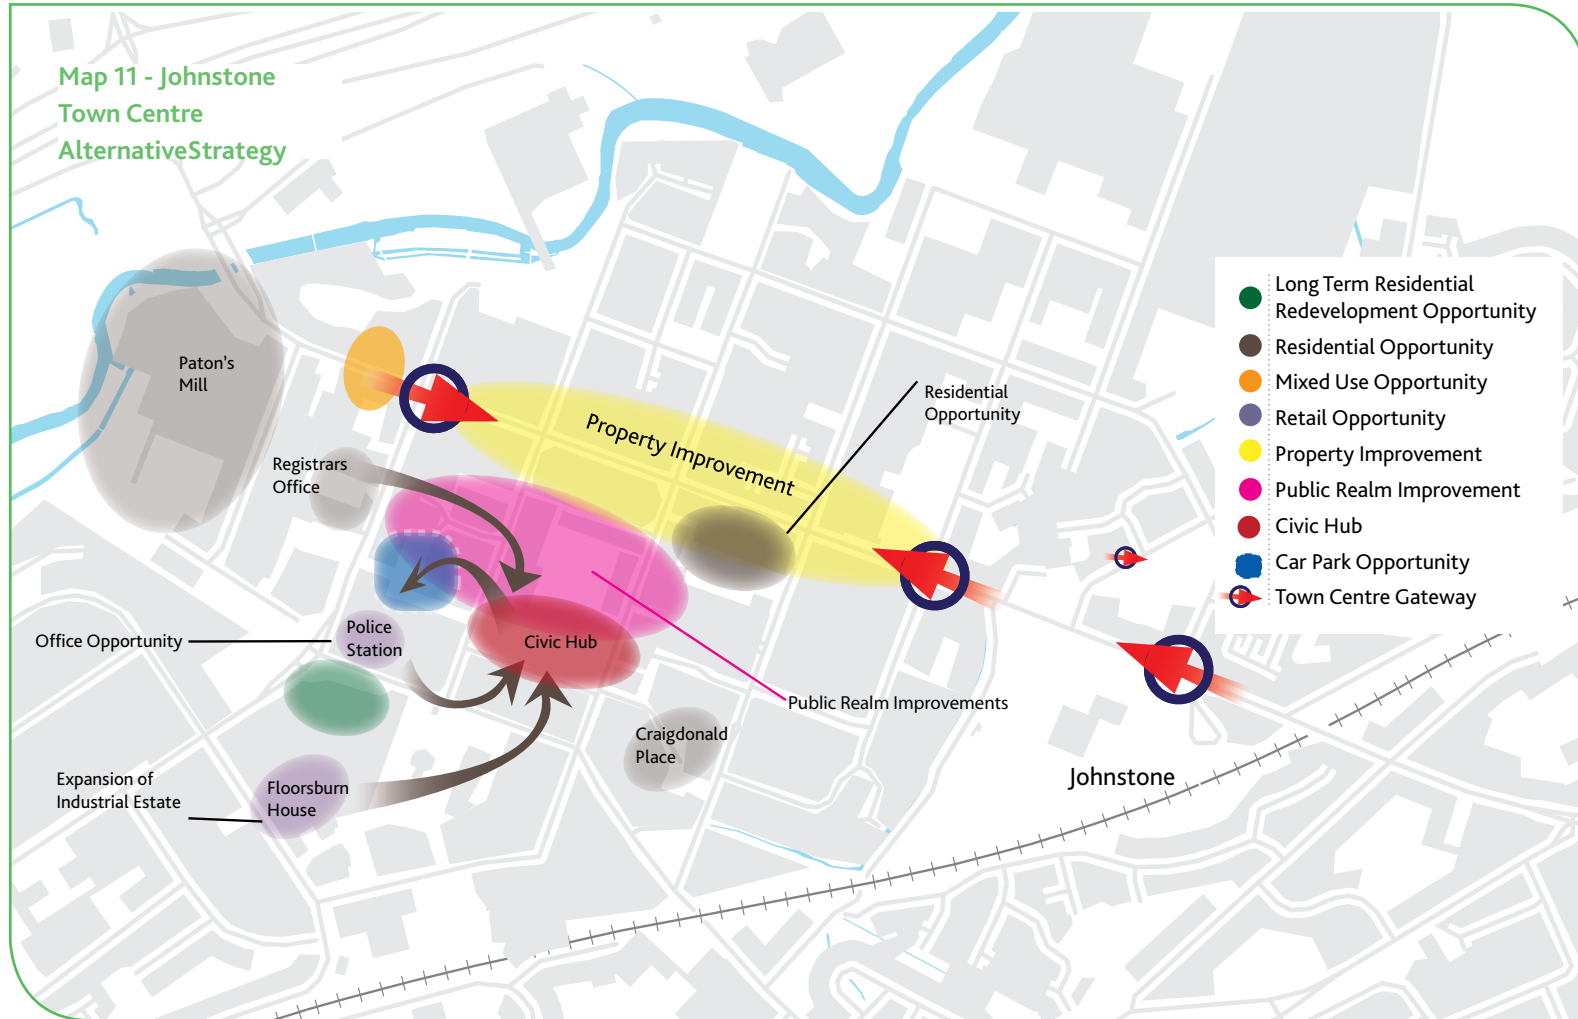 Map 11 - Johnstone
Town Centre
AlternativeStrategy
Paton's
Mill
Registrars
Office
Property Improvement
Residential
Opportunity
Office Opportunity
Police
Station
Civic Hub
Public Realm Improvements
Craigdonald
Place
Expansion of
Industrial Estate
Floorsburn
House
Johnstone
Long Term Residential
Redevelopment Opportunity
Residential Opportunity
Mixed Use Opportunity
Retail Opportunity
Property Improvement
Public Realm Improvement
Civic Hub
Car Park Opportunity
Town Centre Gateway